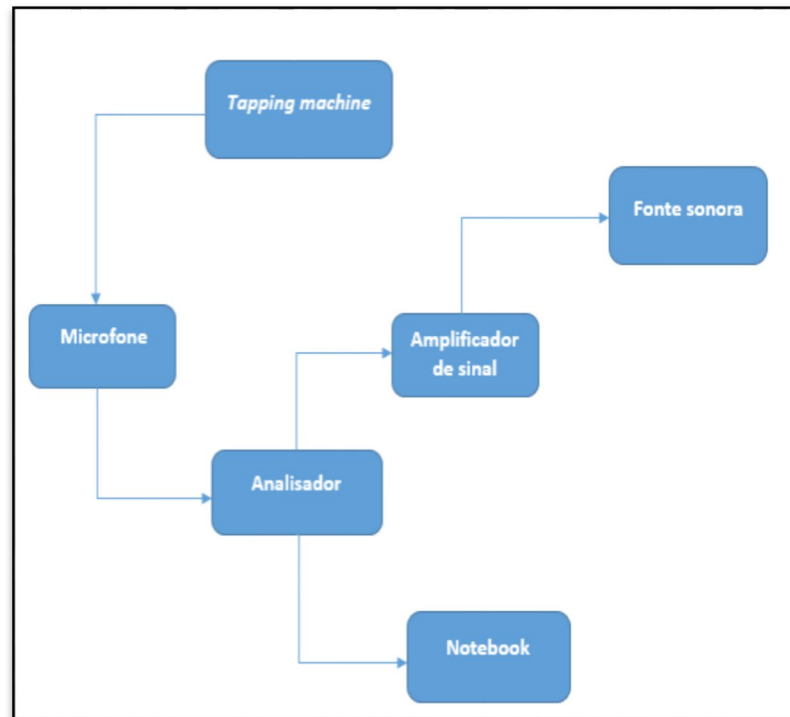 Tapping machine
Fonte sonora
Microfone
Amplificador
de sinal
Analisador
Notebook